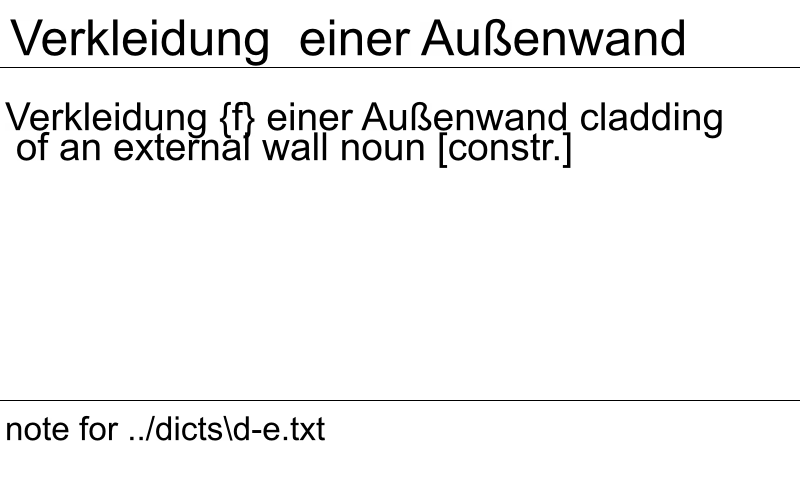 Verkleidung  einer Außenwand
Verkleidung {f} einer Außenwand cladding
of an external wall noun [constr.]
note for ../dicts\d-e.txt